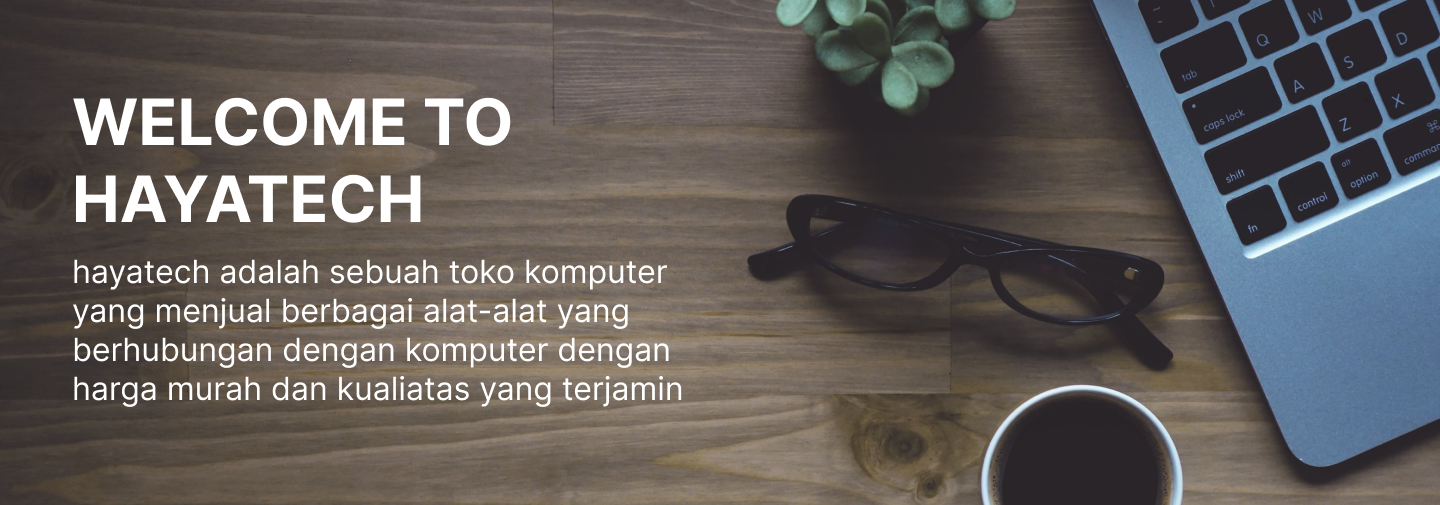 WELCOME TO
HAYATECH
hayatech adalah sebuah toko komputer
yang menjual berbagai alat-alat yang
berhubungan dengan komputer dengan
harga murah dan kualiatas yang terjamin
Q W
tab A S D
caps lock Z X
shift alt ⌘
fn control option comman